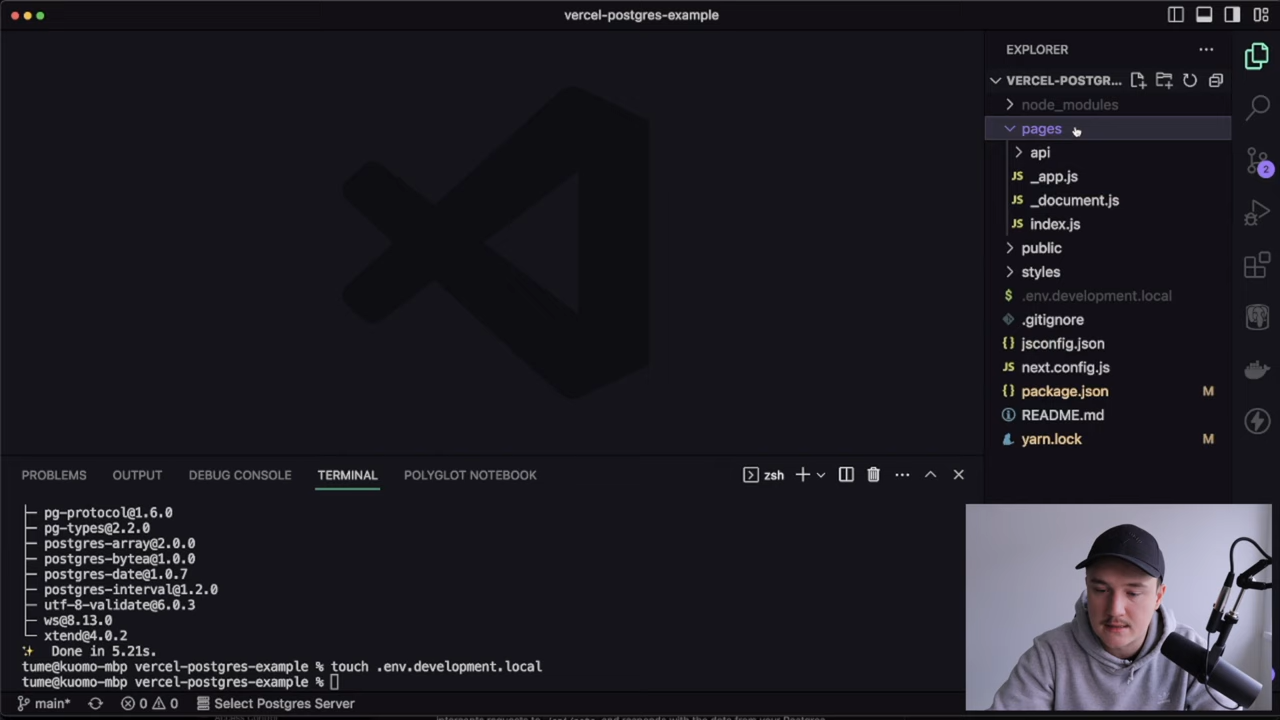 vercel-postgres-example
EXPLORER
VERCEL-POSTGR...
node_modules
pages
api
JS _app.js
JS _document.js
JS index.js
public
styles
$ .env.development.local
.gitignore
{} jsconfig.json
JS next.config.js
{} package.json M
README.md
yarn.lock M
2
PROBLEMS OUTPUT DEBUG CONSOLE TERMINAL POLYGLOT NOTEBOOK
zsh
├─ pg-protocol@1.6.0
├─ pg-types@2.2.0
├─ postgres-array@2.0.0
├─ postgres-bytea@1.0.0
├─ postgres-date@1.0.7
├─ postgres-interval@1.2.0
├─ utf-8-validate@6.0.3
├─ ws@8.13.0
└─ xtend@4.0.2
✨ Done in 5.21s.
tume@kuomo-mbp vercel-postgres-example % touch .env.development.local
tume@kuomo-mbp vercel-postgres-example %
main* 0 0 Select Postgres Server